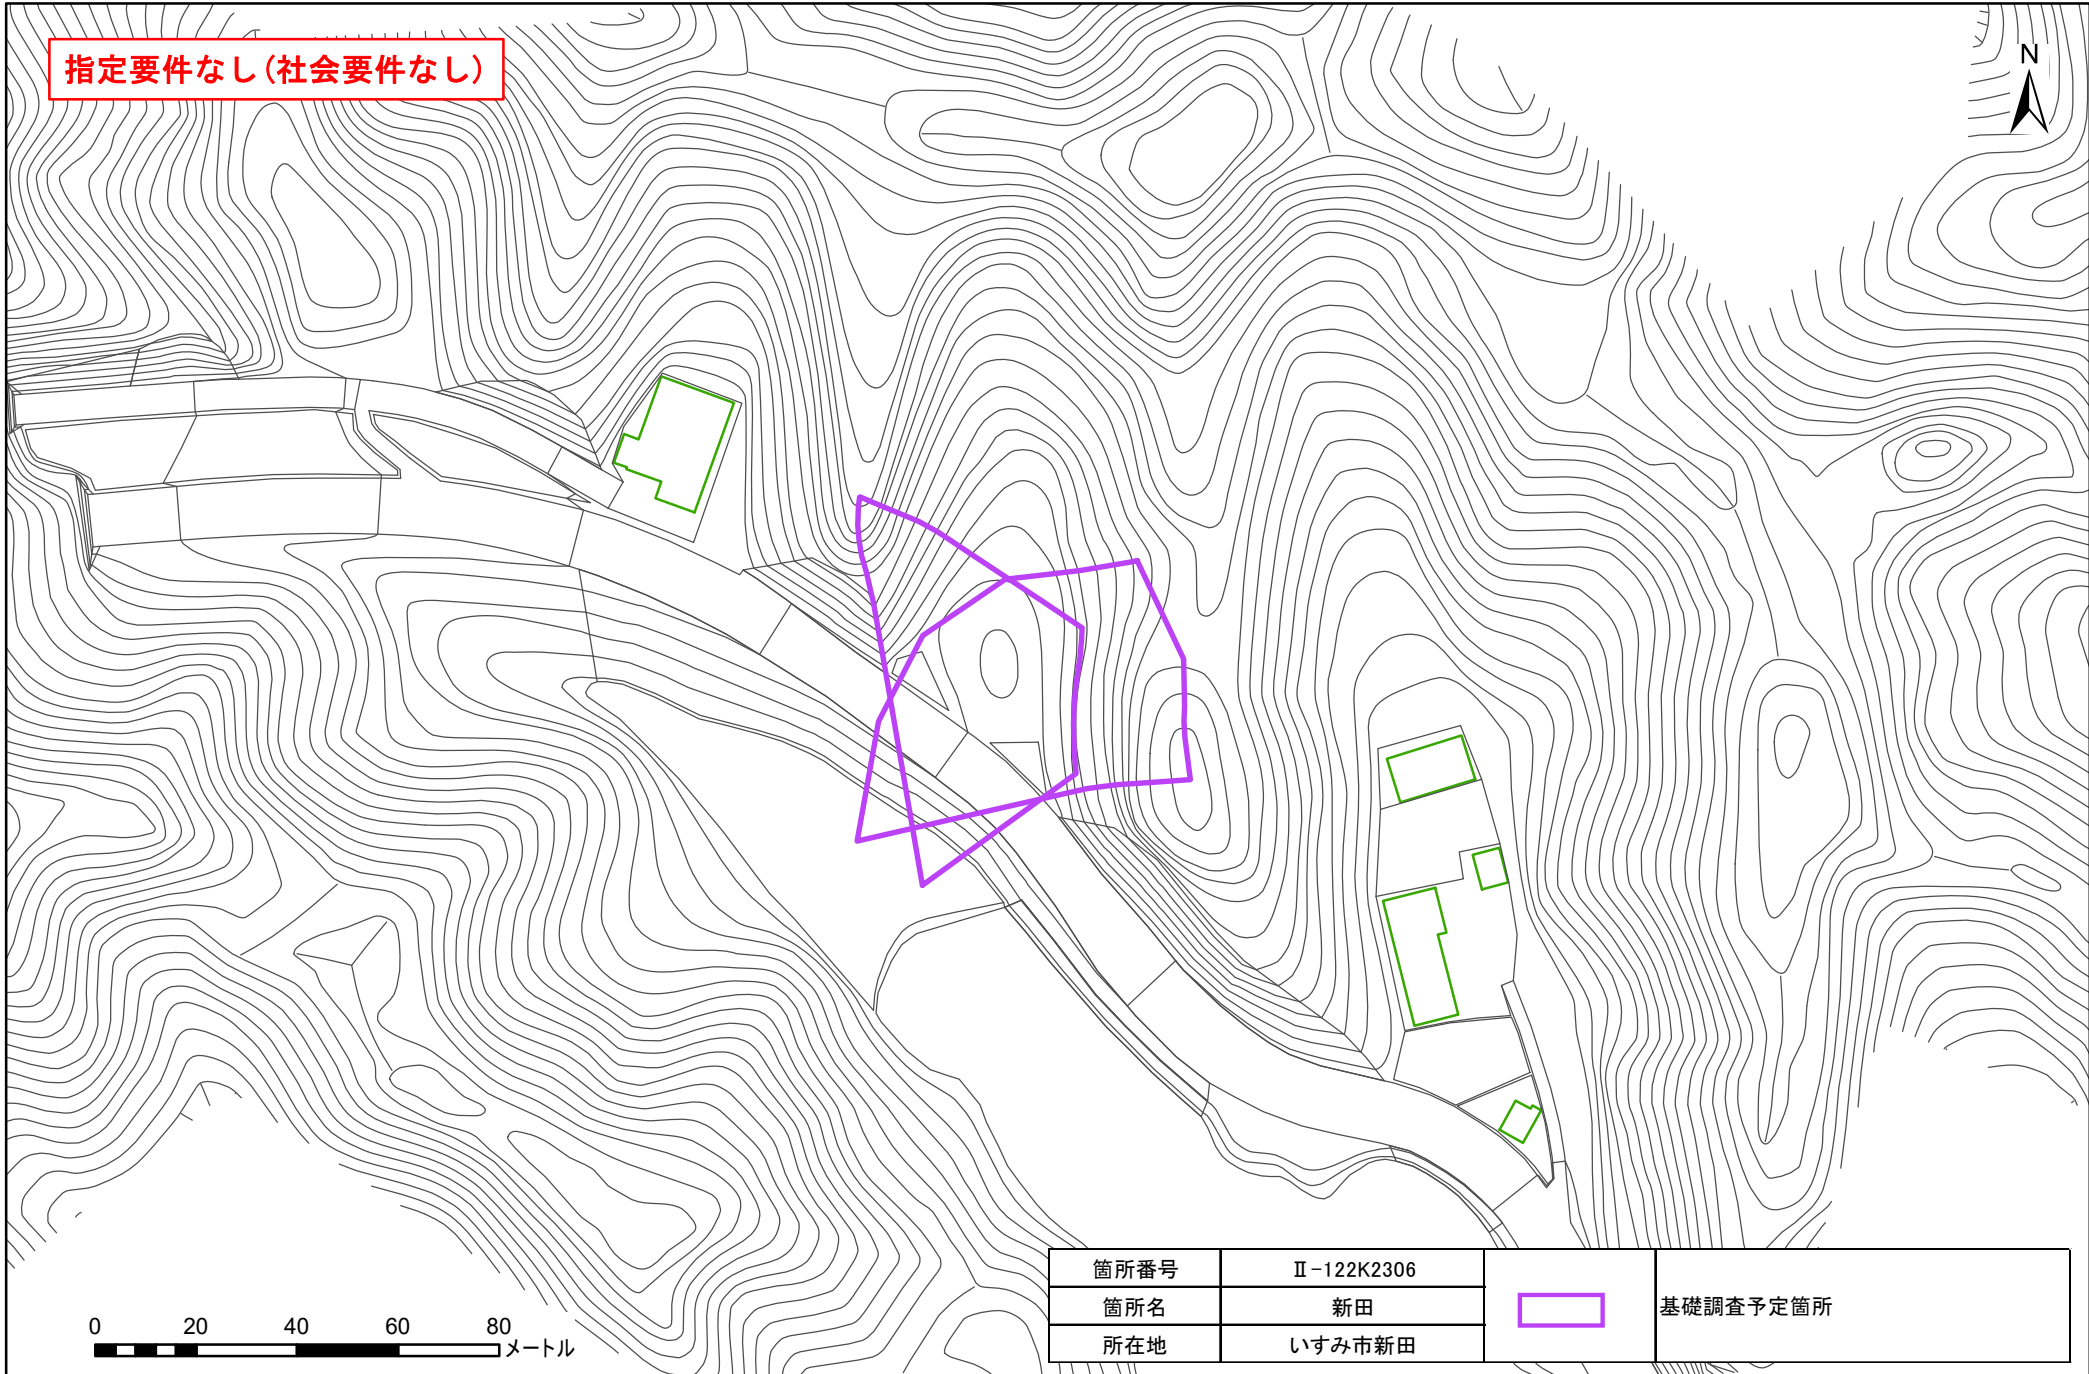 指定要件なし(社会要件なし)
N
箇所番号 Ⅱ-122K2306
箇所名 新田
所在地 いすみ市新田
基礎調査予定箇所
0 20 40 60 80
メートル